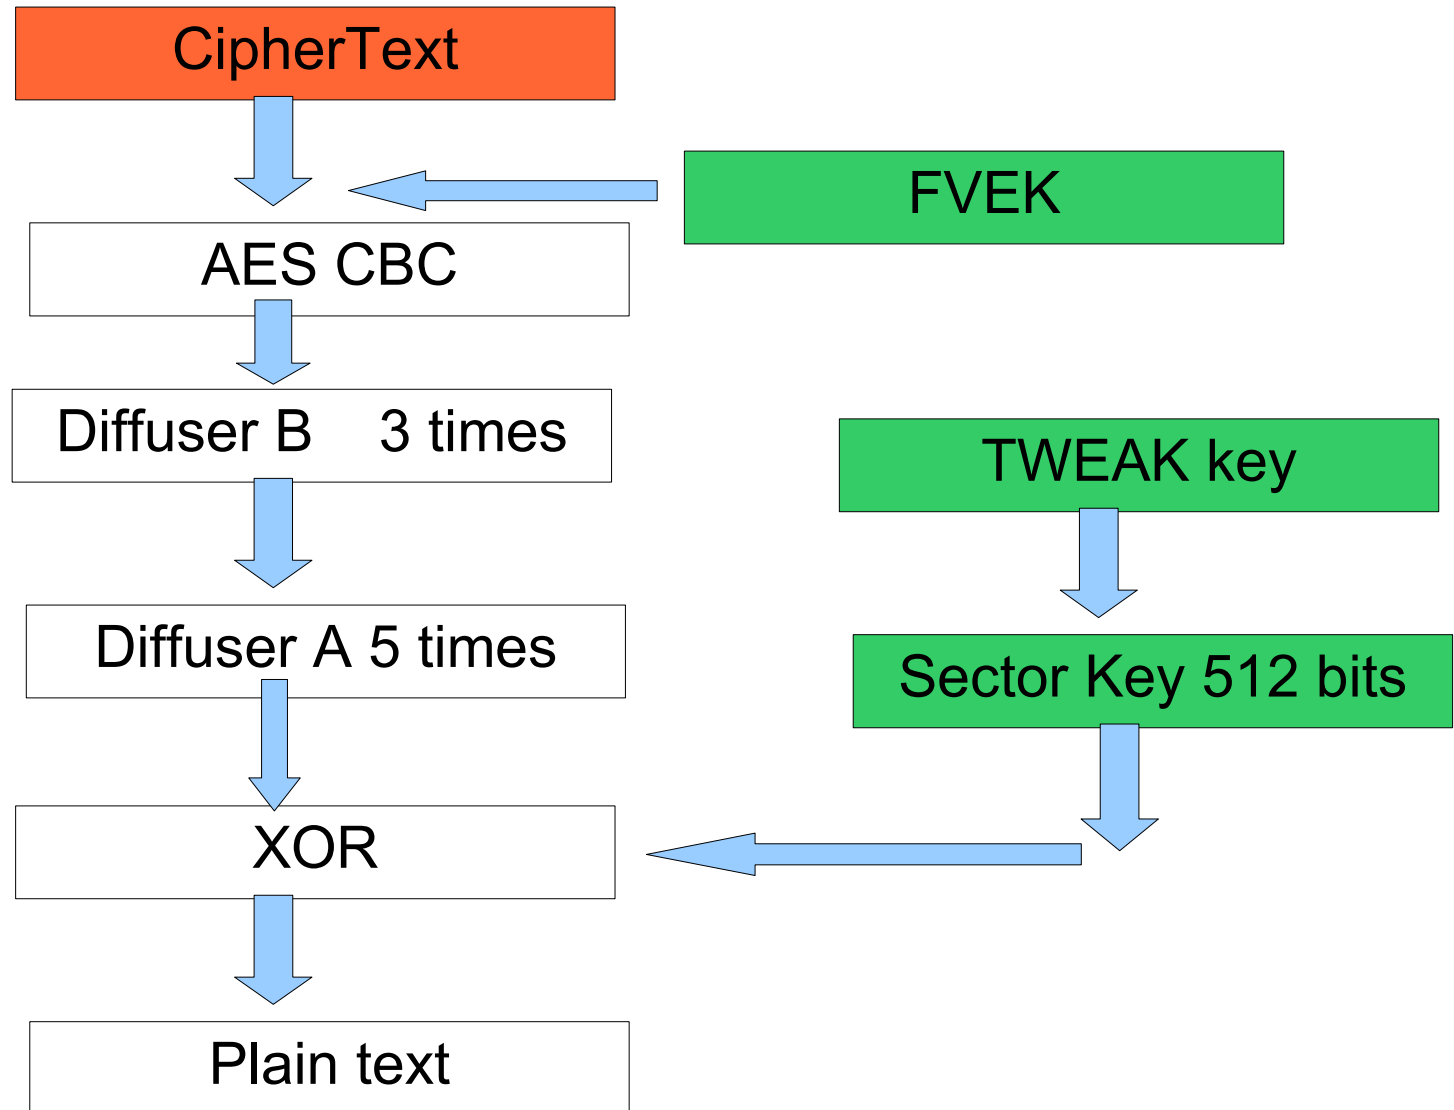 CipherText
FVEK
AES CBC
Diffuser B 3 times
TWEAK key
Diffuser A 5 times
Sector Key 512 bits
XOR
Plain text